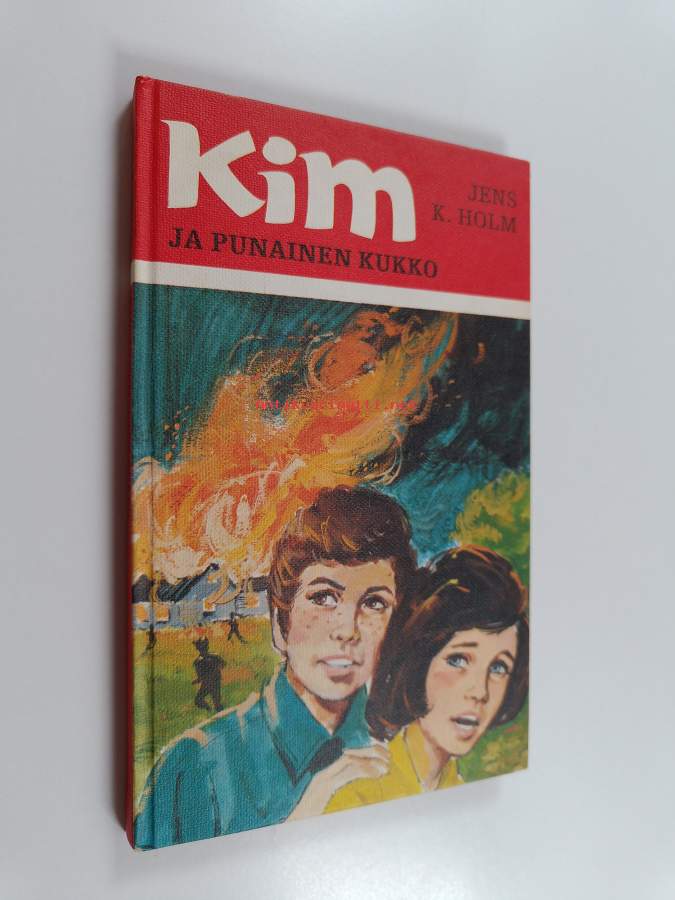 Kim
JENS
K. HOLM
JA PUNAINEN KUKKO